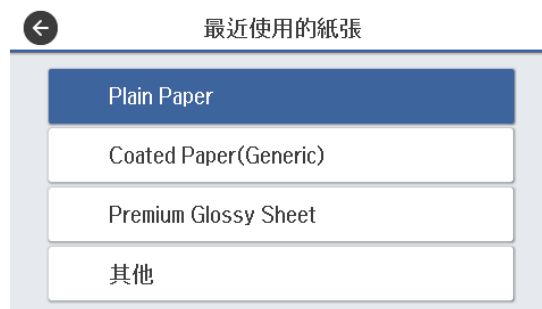 最近使用的紙張
Plain Paper
Coated Paper(Generic)
Premium Glossy Sheet
其他